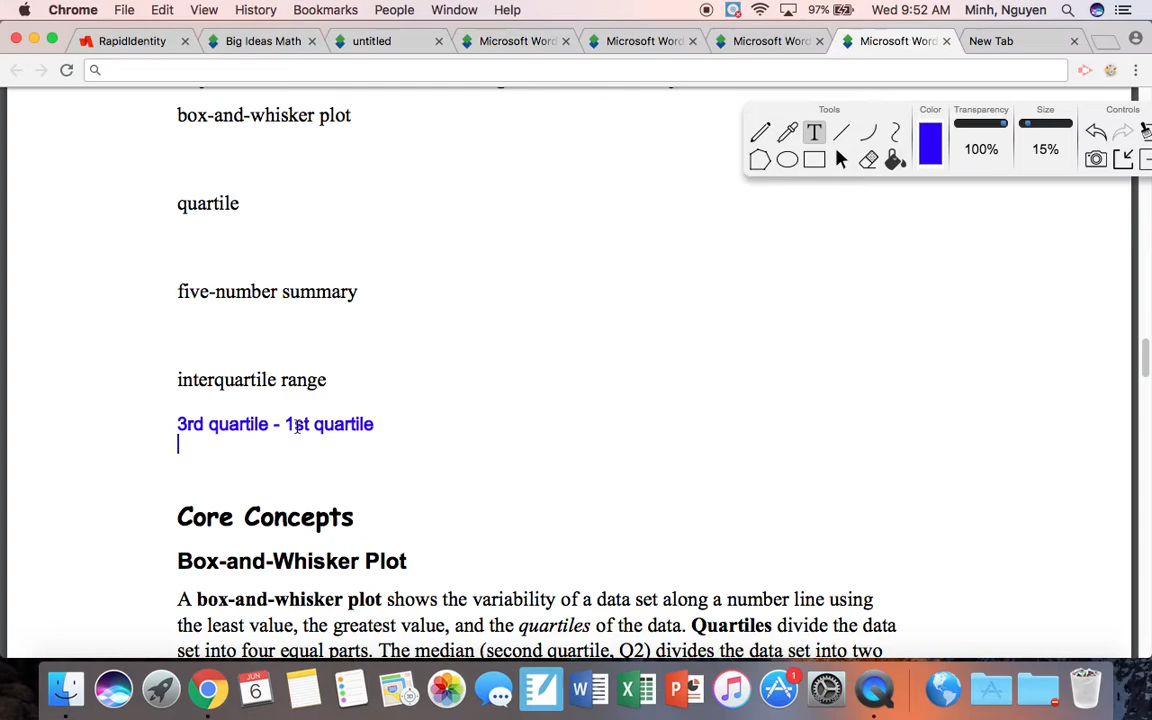 Chrome File Edit View History Bookmarks People Window Help 97% Wed 9:52 AM Minh, Nguyen
RapidIdentity Big Ideas Math untitled Microsoft Word Microsoft Word Microsoft Word Microsoft Word New Tab
Tools Color Transparency Size Controls
T 100% 15%
box-and-whisker plot
quartile
five-number summary
interquartile range
3rd quartile - 1st quartile
Core Concepts
Box-and-Whisker Plot
A box-and-whisker plot shows the variability of a data set along a number line using
the least value, the greatest value, and the quartiles of the data. Quartiles divide the data
set into four equal parts. The median (second quartile, Q2) divides the data set into two
6
30
1